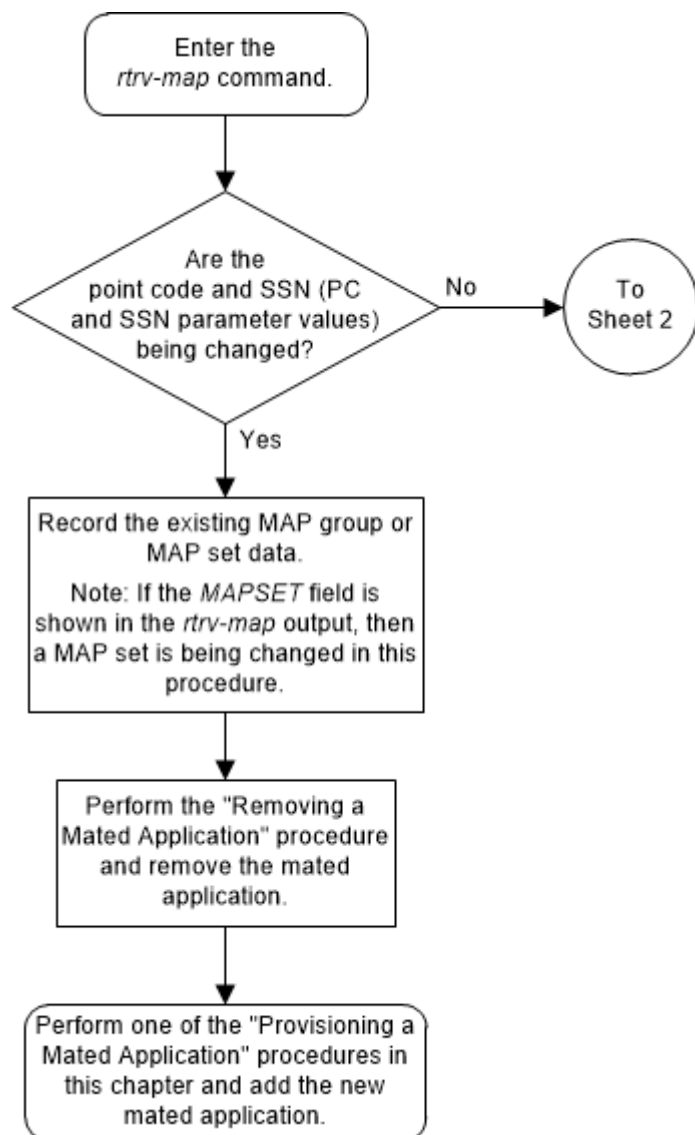 Enter the
rtrv-map command.
Are the
point code and SSN (PC
and SSN parameter values)
being changed?
No
To
Sheet 2
Yes
Record the existing MAP group or
MAP set data.
Note: If the MAPSET field is
shown in the rtrv-map output, then
a MAP set is being changed in this
procedure.
Perform the "Removing a
Mated Application" procedure
and remove the mated
application.
Perform one of the "Provisioning a
Mated Application" procedures in
this chapter and add the new
mated application.